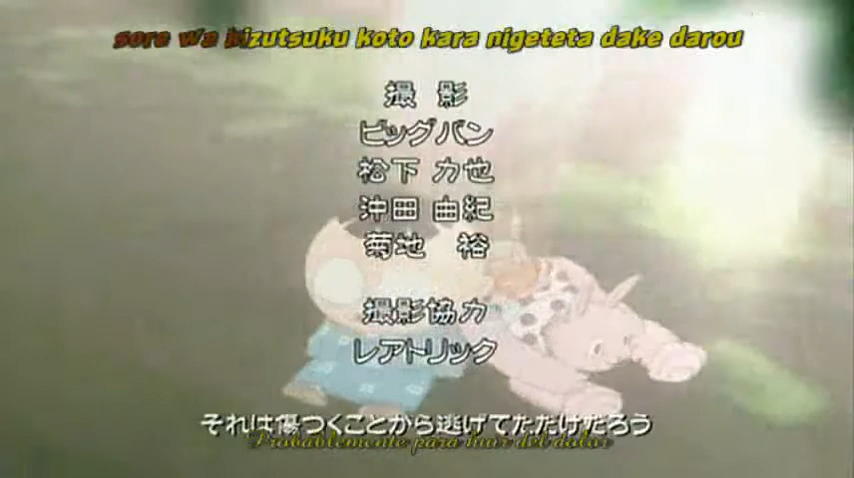 sore wa kizutsuku koto kara nigeteta dake darou
撮 影
ビッグバン
松下 力也
沖田 由紀
菊地 裕
撮影協力
レアトリック
それは傷つくことから逃げてただけだろう
Probablemente para huir del dolor